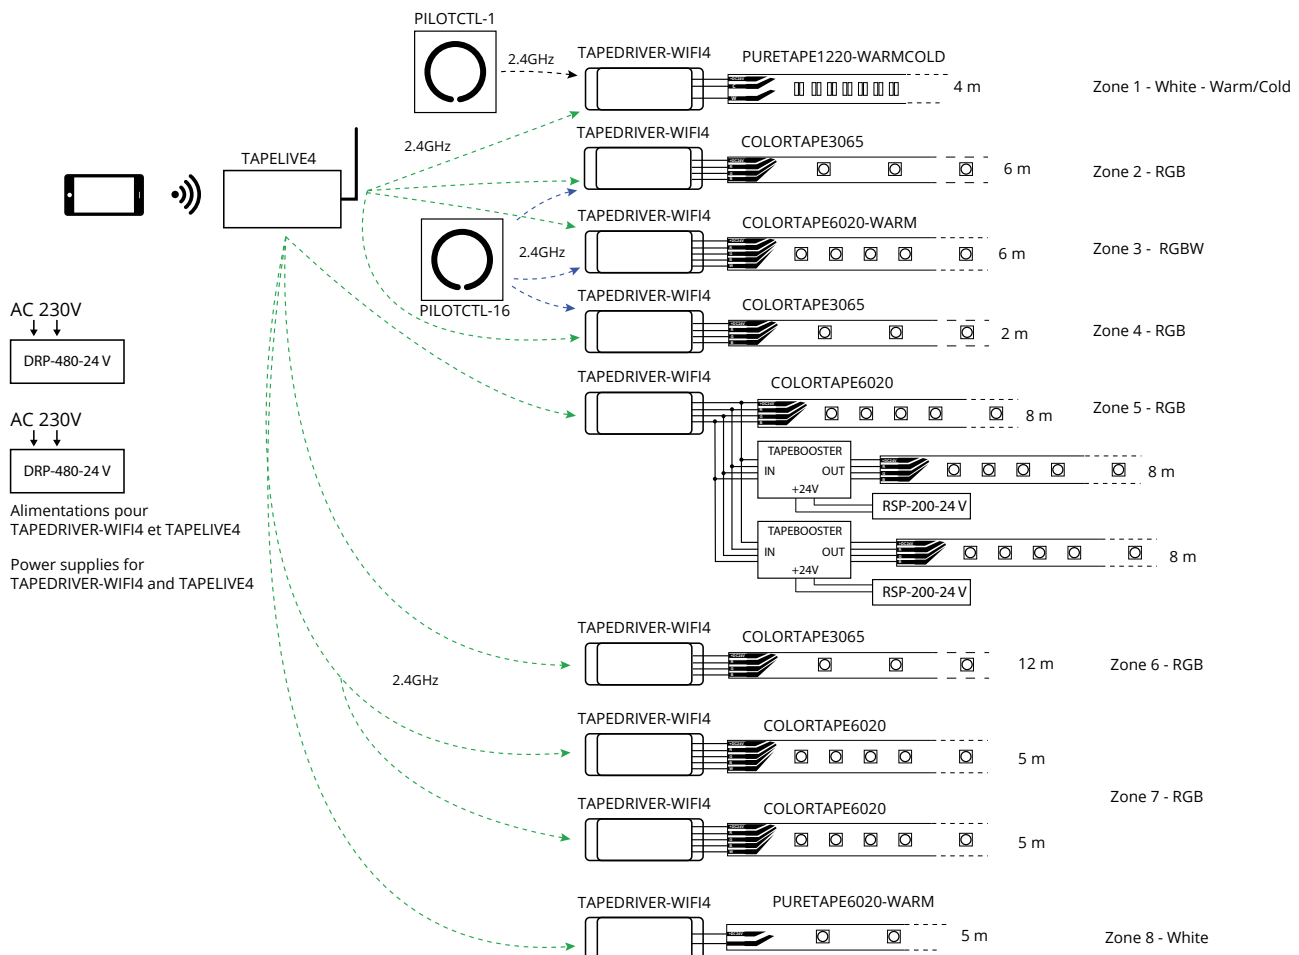 PILOTCTL-1
2.4GHz
TAPEDRIVER-WIFI4
PURETAPE1220-WARMCOLD
4 m
Zone 1 - White - Warm/Cold
TAPELIVE4
2.4GHz
TAPEDRIVER-WIFI4
COLORTAPE3065
6 m
Zone 2 - RGB
TAPEDRIVER-WIFI4
COLORTAPE6020-WARM
6 m
Zone 3 - RGBW
2.4GHz
PILOTCTL-16
TAPEDRIVER-WIFI4
COLORTAPE3065
2 m
Zone 4 - RGB
AC 230V
DRP-480-24 V
AC 230V
DRP-480-24 V
Alimentations pour
TAPEDRIVER-WIFI4 et TAPELIVE4
Power supplies for
TAPEDRIVER-WIFI4 and TAPELIVE4
TAPEDRIVER-WIFI4
COLORTAPE6020
8 m
Zone 5 - RGB
TAPEBOOSTER
IN OUT
+24V
8 m
RSP-200-24 V
TAPEBOOSTER
IN OUT
+24V
8 m
RSP-200-24 V
TAPEDRIVER-WIFI4
COLORTAPE3065
12 m
Zone 6 - RGB
2.4GHz
TAPEDRIVER-WIFI4
COLORTAPE6020
5 m
Zone 7 - RGB
TAPEDRIVER-WIFI4
COLORTAPE6020
5 m
TAPEDRIVER-WIFI4
PURETAPE6020-WARM
5 m
Zone 8 - White